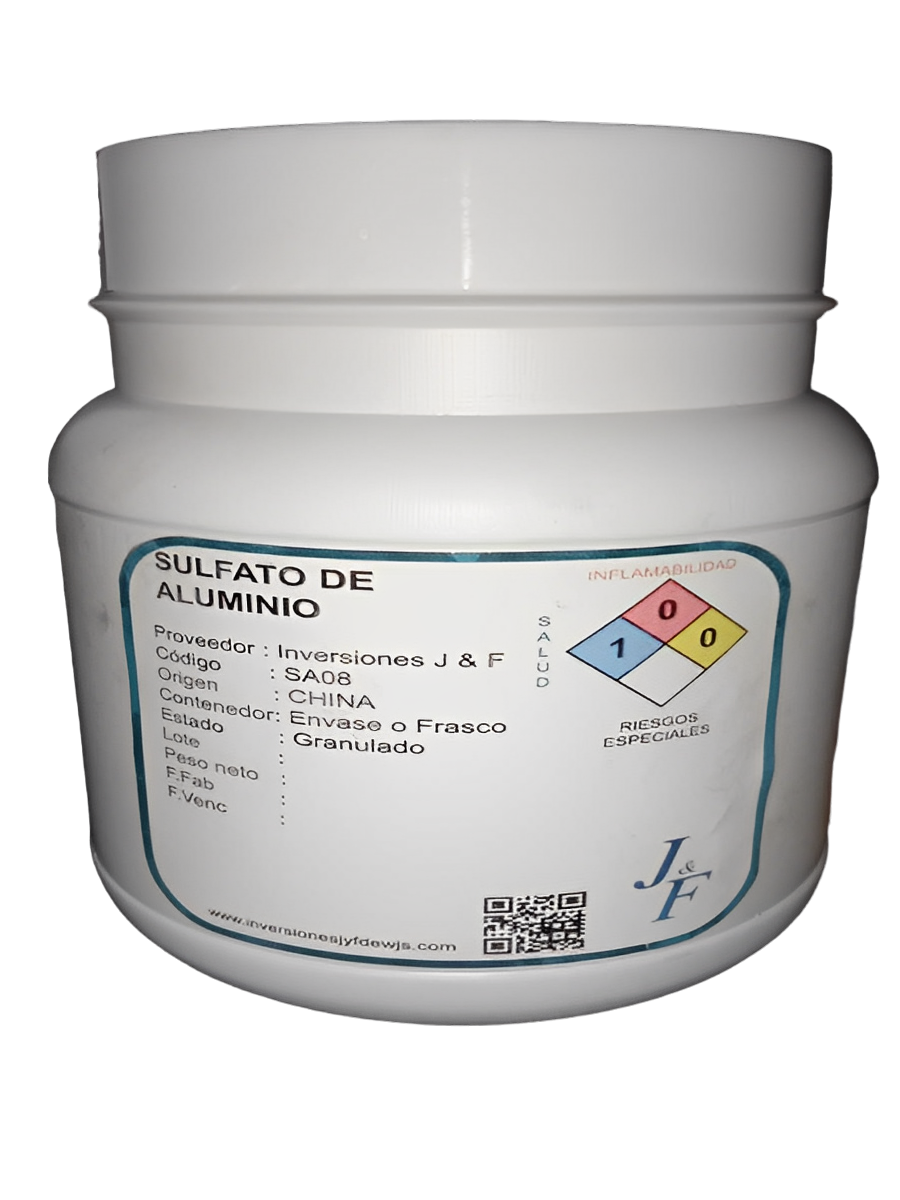 SULFATO DE
ALUMINIO
Proveedor : Inversiones J & F
Código : SA08
Origen : CHINA
Contenedor: Envase o Frasco
Estado : Granulado
Lote :
Peso neto :
F.Fab :
F.Venc :
www.inversionesjyfdewjs.com
INFLAMABILIDAD
SALUD
0
1
0
RIESGOS
ESPECIALES
J&F